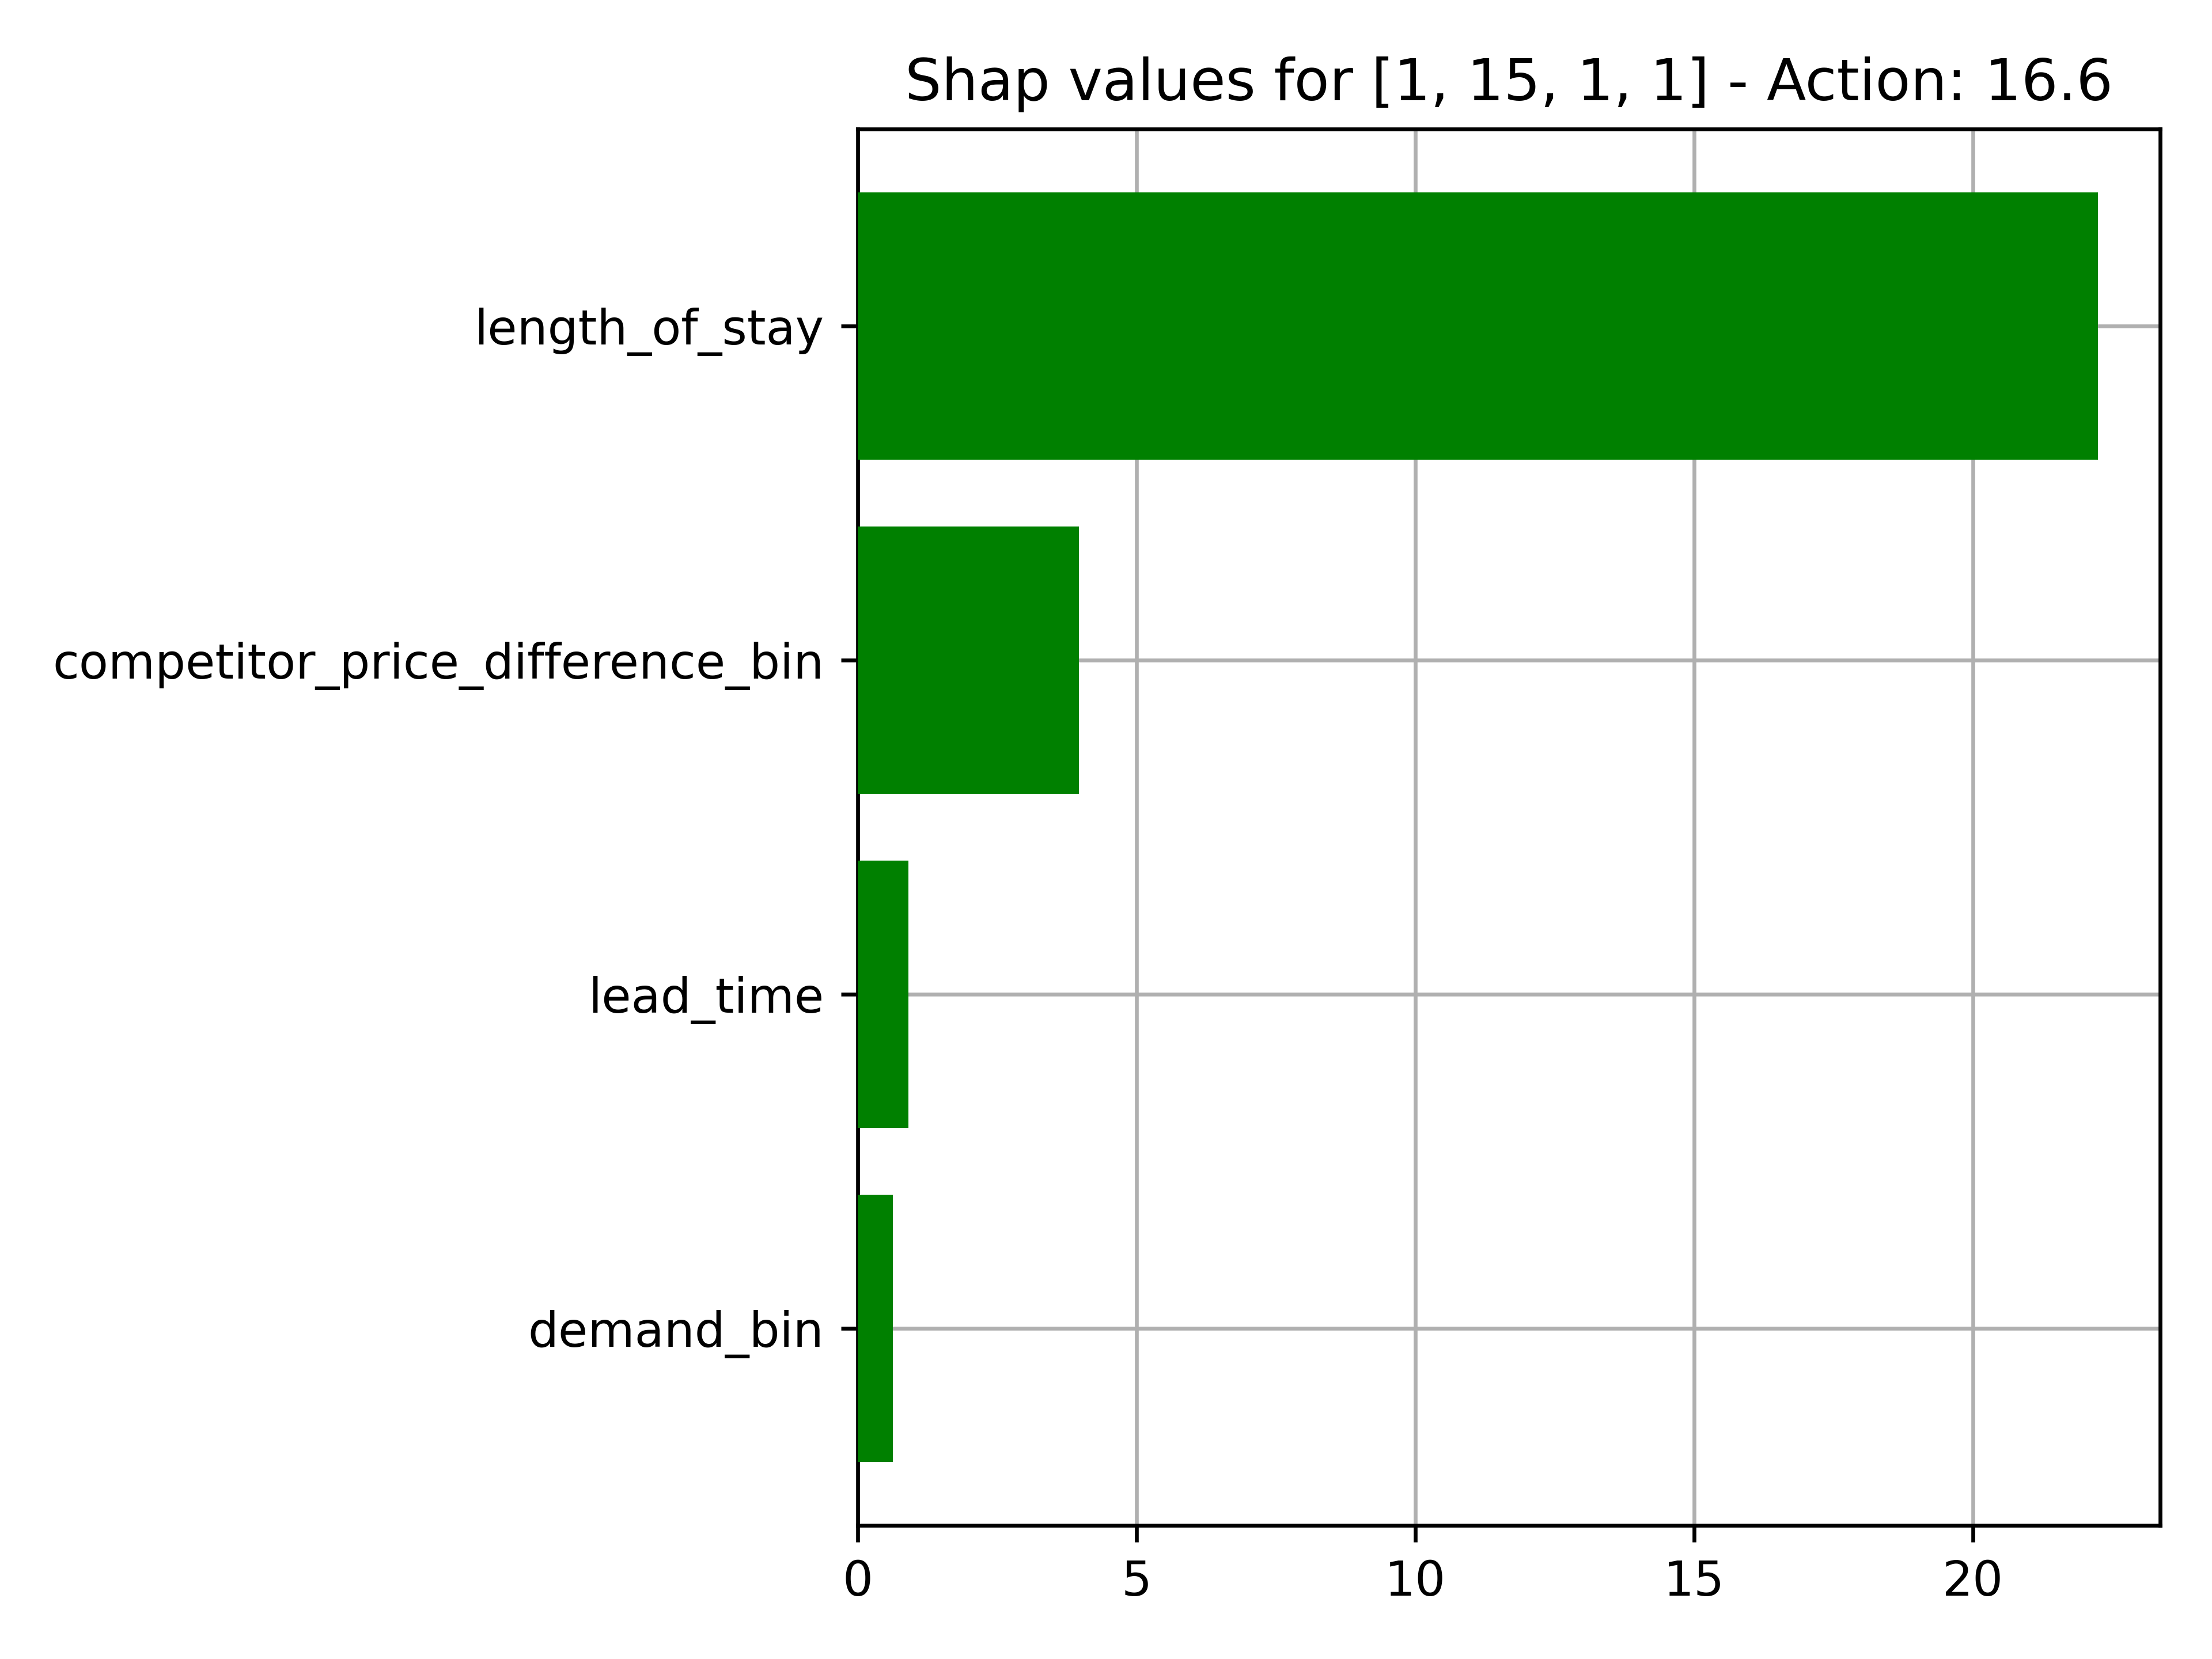 Shap values for [1, 15, 1, 1] - Action: 16.6
length_of_stay
competitor_price_difference_bin
lead_time
demand_bin
0 5 10 15 20